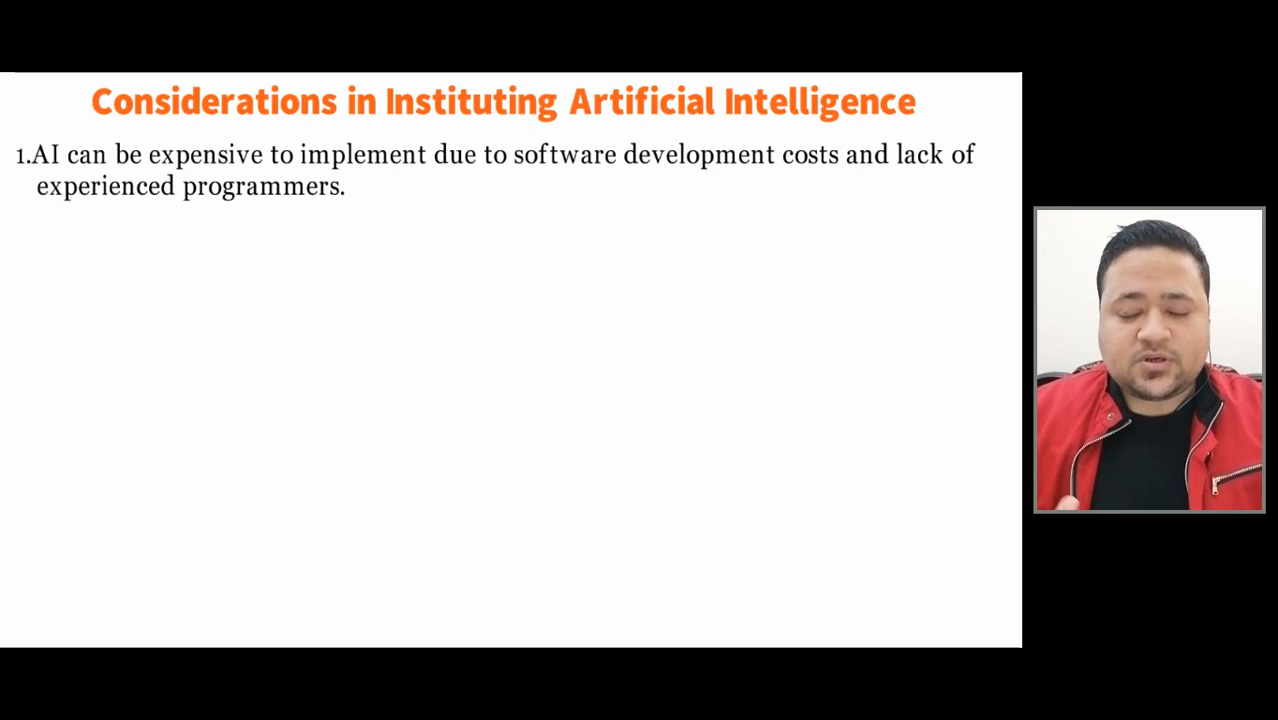 Considerations in Instituting Artificial Intelligence
1.AI can be expensive to implement due to software development costs and lack of
experienced programmers.